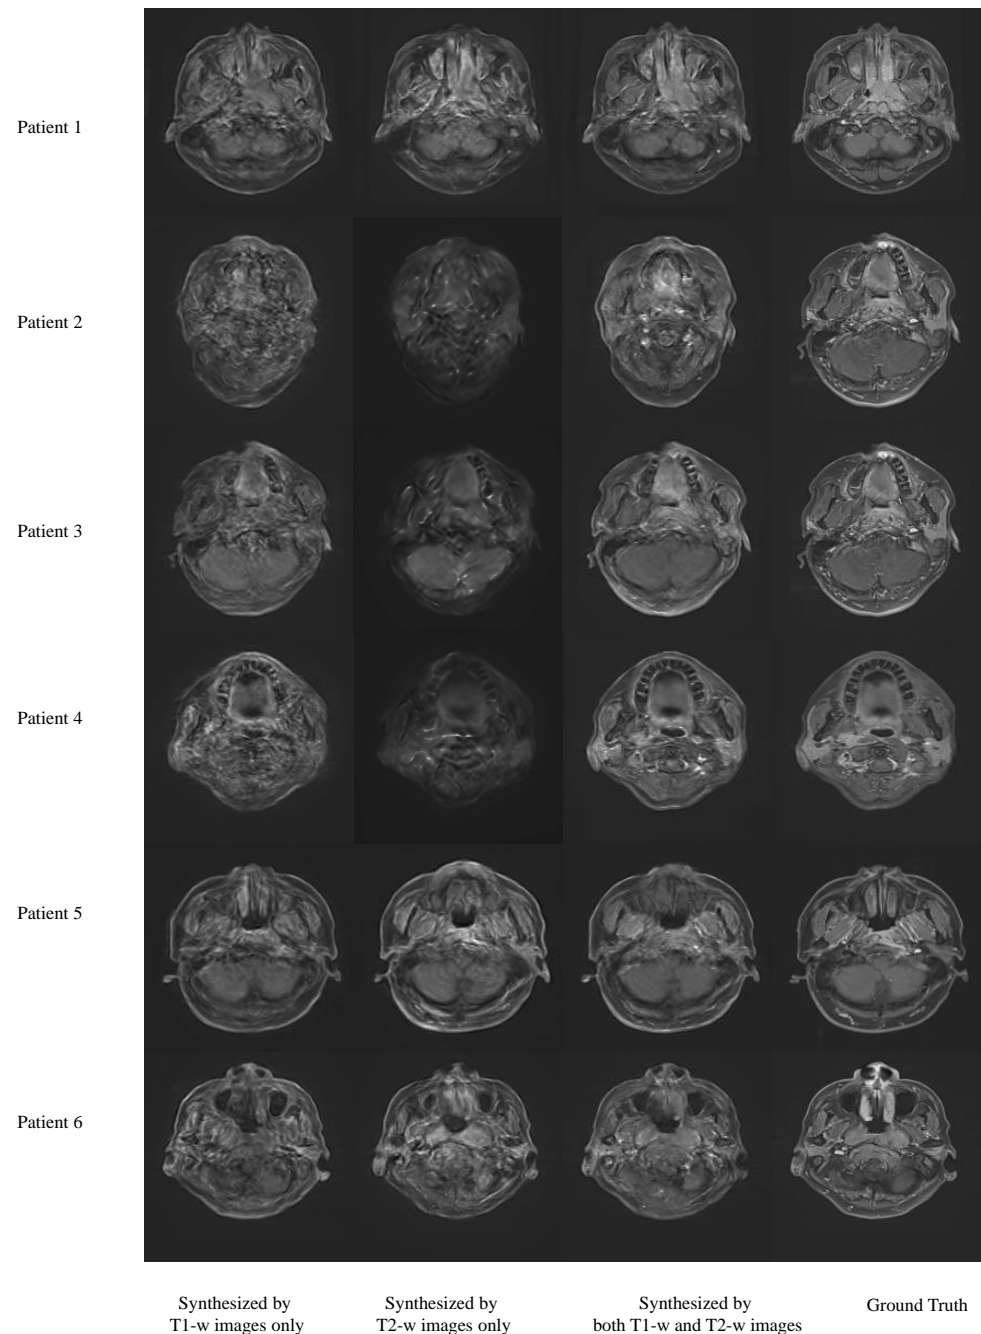 Patient 1
Patient 2
Patient 3
Patient 4
Patient 5
Patient 6
Synthesized by
T1-w images only
Synthesized by
T2-w images only
Synthesized by
both T1-w and T2-w images
Ground Truth